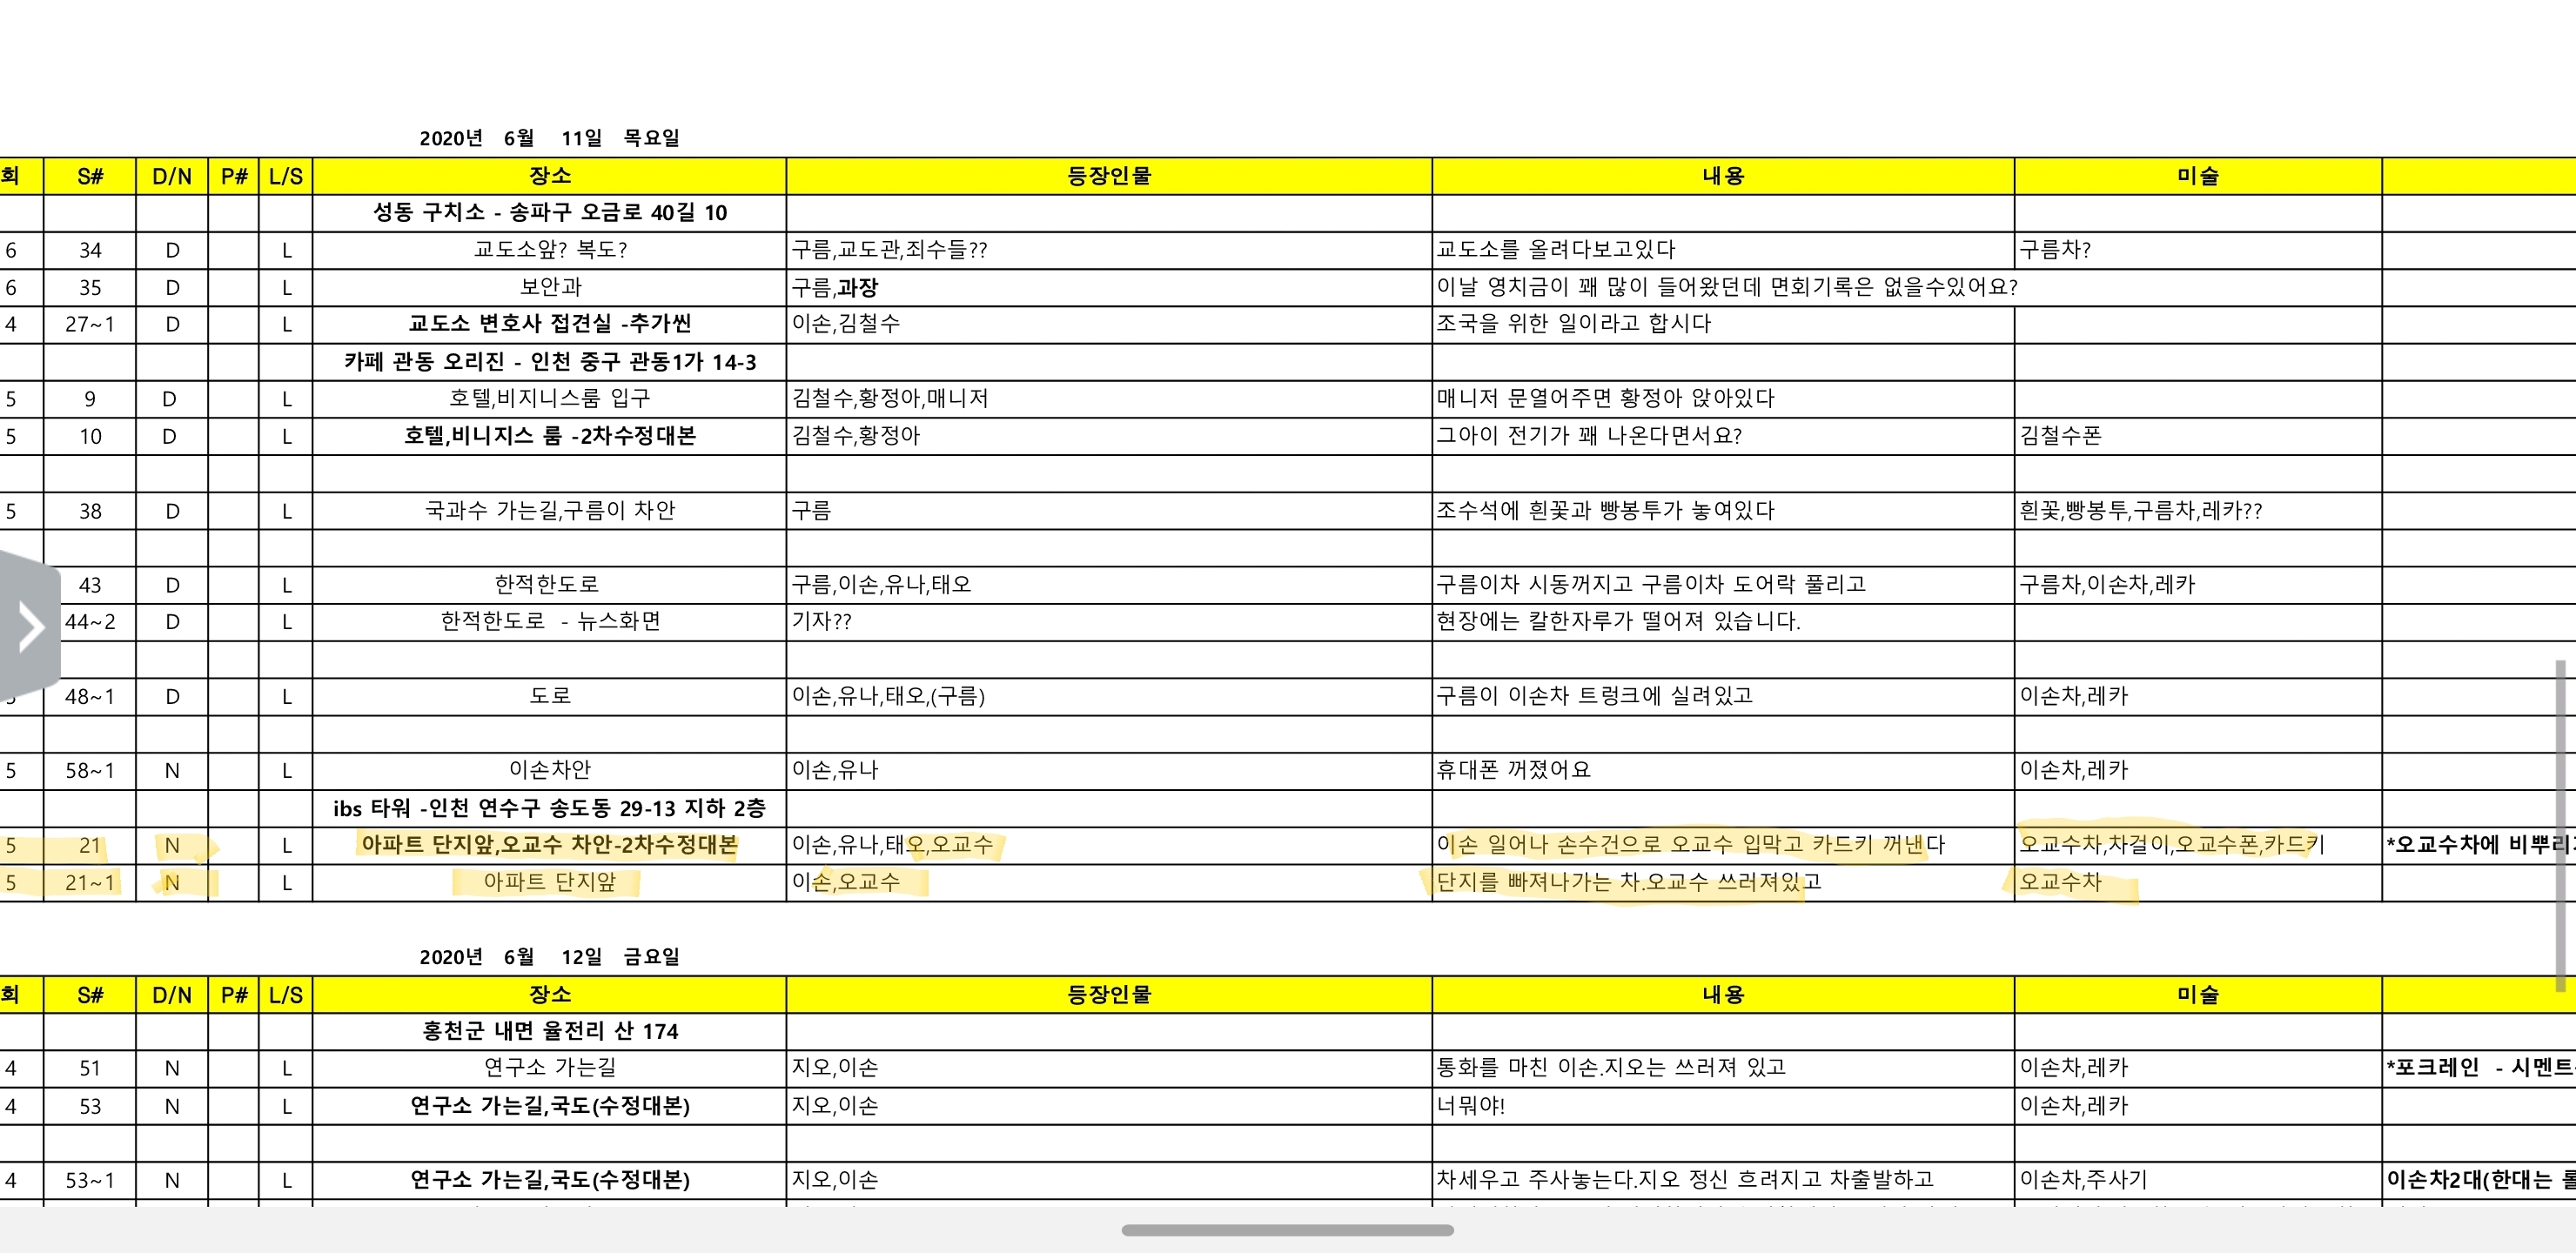 2020년 6월 11일 목요일
회 S# D/N P# L/S 장소 등장인물 내용 미술
성동 구치소 - 송파구 오금로 40길 10
6 34 D L 교도소앞? 복도? 구름,교도관,죄수들?? 교도소를 올려다보고있다 구름차?
6 35 D L 보안과 구름,과장 이날 영치금이 꽤 많이 들어왔던데 면회기록은 없을수있어요?
4 27~1 D L 교도소 변호사 접견실 -추가씬 이손,김철수 조국을 위한 일이라고 합시다
카페 관동 오리진 - 인천 중구 관동1가 14-3
5 9 D L 호텔,비지니스룸 입구 김철수,황정아,매니저 매니저 문열어주면 황정아 앉아있다
5 10 D L 호텔,비니지스 룸 -2차수정대본 김철수,황정아 그아이 전기가 꽤 나온다면서요? 김철수폰
5 38 D L 국과수 가는길,구름이 차안 구름 조수석에 흰꽃과 빵봉투가 놓여있다 흰꽃,빵봉투,구름차,레카??
43 D L 한적한도로 구름,이손,유나,태오 구름이차 시동꺼지고 구름이차 도어락 풀리고 구름차,이손차,레카
44~2 D L 한적한도로 - 뉴스화면 기자?? 현장에는 칼한자루가 떨어져 있습니다.
48~1 D L 도로 이손,유나,태오,(구름) 구름이 이손차 트렁크에 실려있고 이손차,레카
5 58~1 N L 이손차안 이손,유나 휴대폰 꺼졌어요 이손차,레카
ibs 타워 -인천 연수구 송도동 29-13 지하 2층
5 21 N L 아파트 단지앞,오교수 차안-2차수정대본 이손,유나,태오,오교수 이손 일어나 손수건으로 오교수 입막고 카드키 꺼낸다 오교수차,차걸이,오교수폰,카드키 *오교수차에 비뿌리
5 21~1 N L 아파트 단지앞 이손,오교수 단지를 빠져나가는 차.오교수 쓰러져있고 오교수차
2020년 6월 12일 금요일
회 S# D/N P# L/S 장소 등장인물 내용 미술
홍천군 내면 율전리 산 174
4 51 N L 연구소 가는길 지오,이손 통화를 마친 이손.지오는 쓰러져 있고 이손차,레카 *포크레인 - 시멘트
4 53 N L 연구소 가는길,국도(수정대본) 지오,이손 너뭐야! 이손차,레카
4 53~1 N L 연구소 가는길,국도(수정대본) 지오,이손 차세우고 주사놓는다.지오 정신 흐려지고 차출발하고 이손차,주사기 이손차2대(한대는